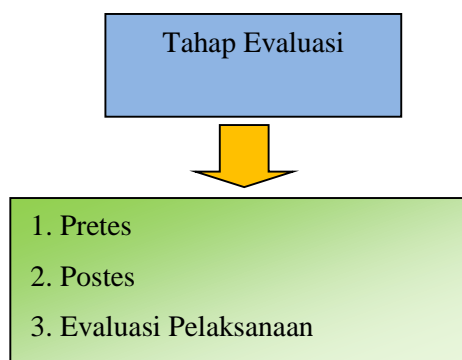 Tahap Evaluasi
1. Pretes
2. Postes
3. Evaluasi Pelaksanaan